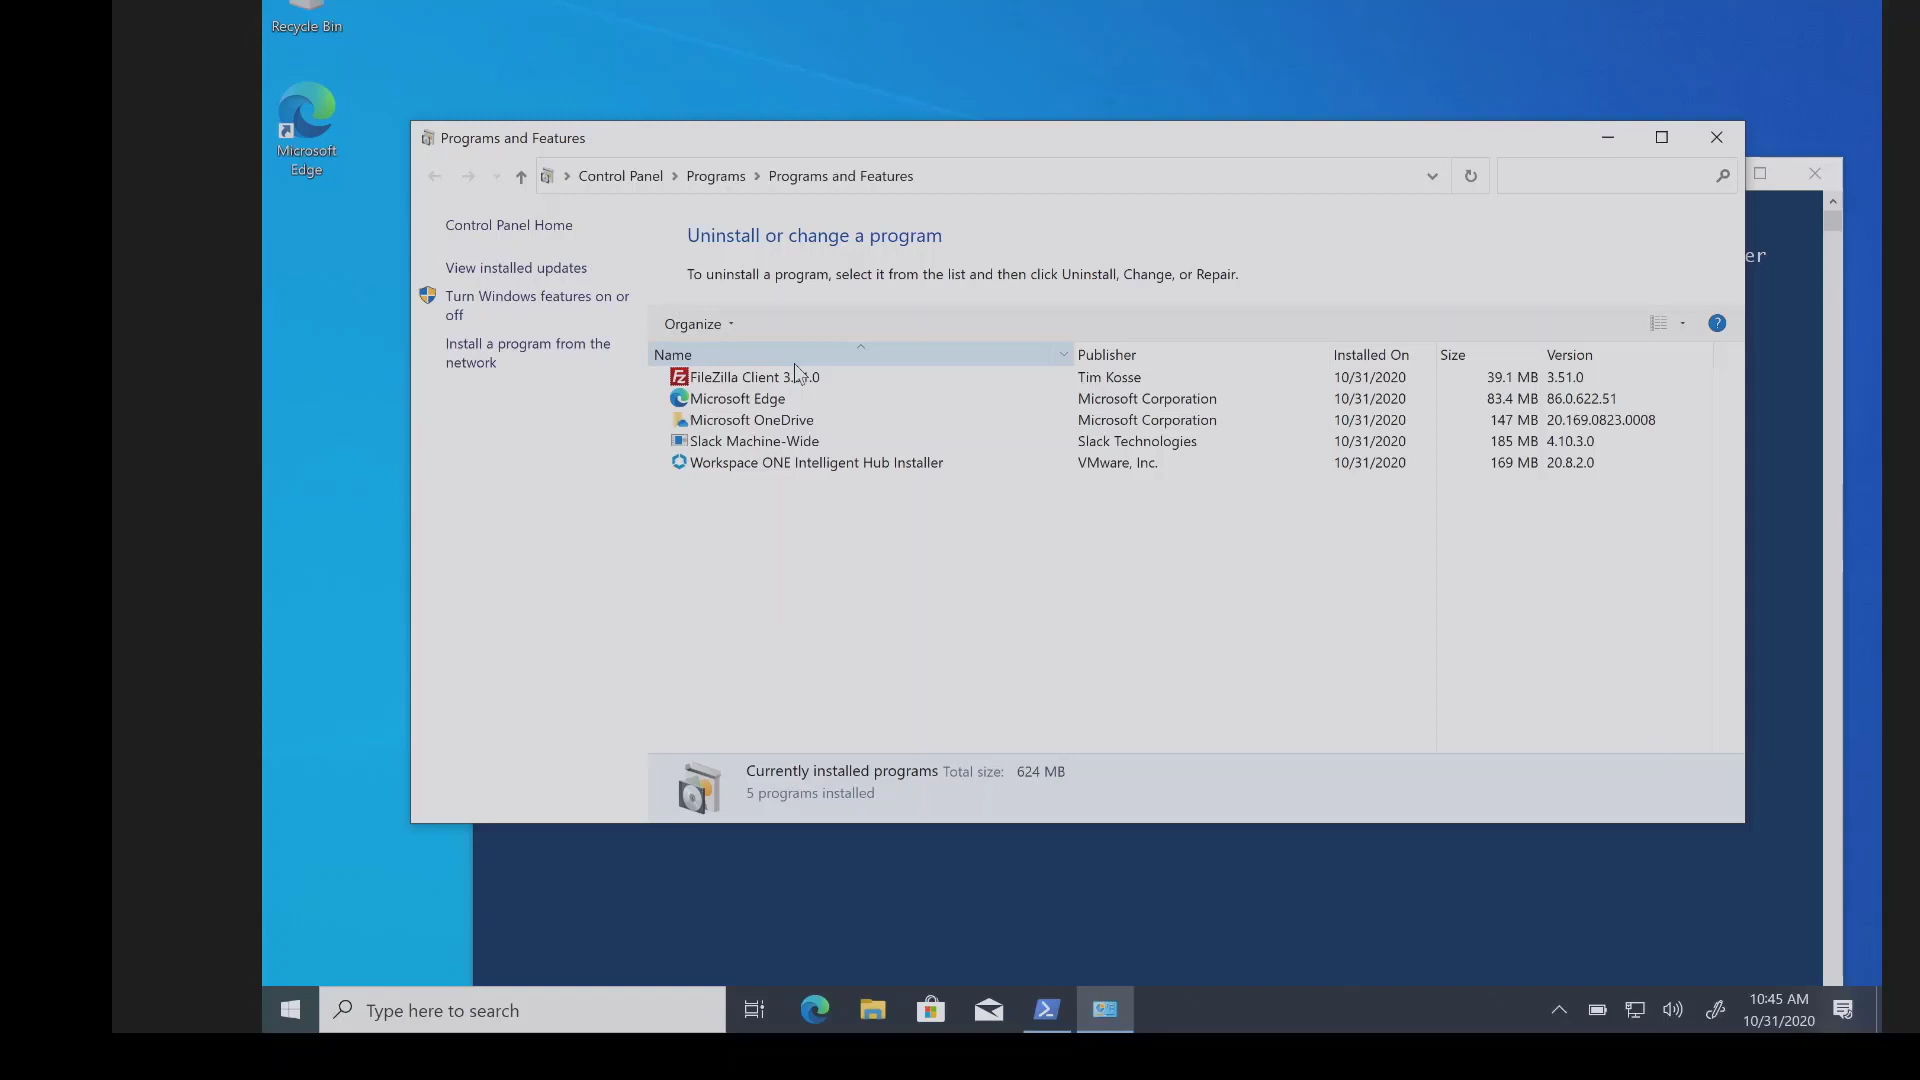 Recycle Bin
Microsoft
Edge
Programs and Features
Control Panel > Programs > Programs and Features
er
Control Panel Home
View installed updates
Turn Windows features on or
off
Install a program from the
network
Uninstall or change a program
To uninstall a program, select it from the list and then click Uninstall, Change, or Repair.
Organize
Name Publisher Installed On Size Version
FileZilla Client Tim Kosse 10/31/2020 39.1 MB 3.51.0
Microsoft Edge Microsoft Corporation 10/31/2020 83.4 MB 86.0.622.51
Microsoft OneDrive Microsoft Corporation 10/31/2020 147 MB 20.169.0823.0008
Slack Machine-Wide Slack Technologies 10/31/2020 185 MB 4.10.3.0
Workspace ONE Intelligent Hub Installer VMware, Inc. 10/31/2020 169 MB 20.8.2.0
Currently installed programs Total size: 624 MB
5 programs installed
Type here to search
10:45 AM
10/31/2020